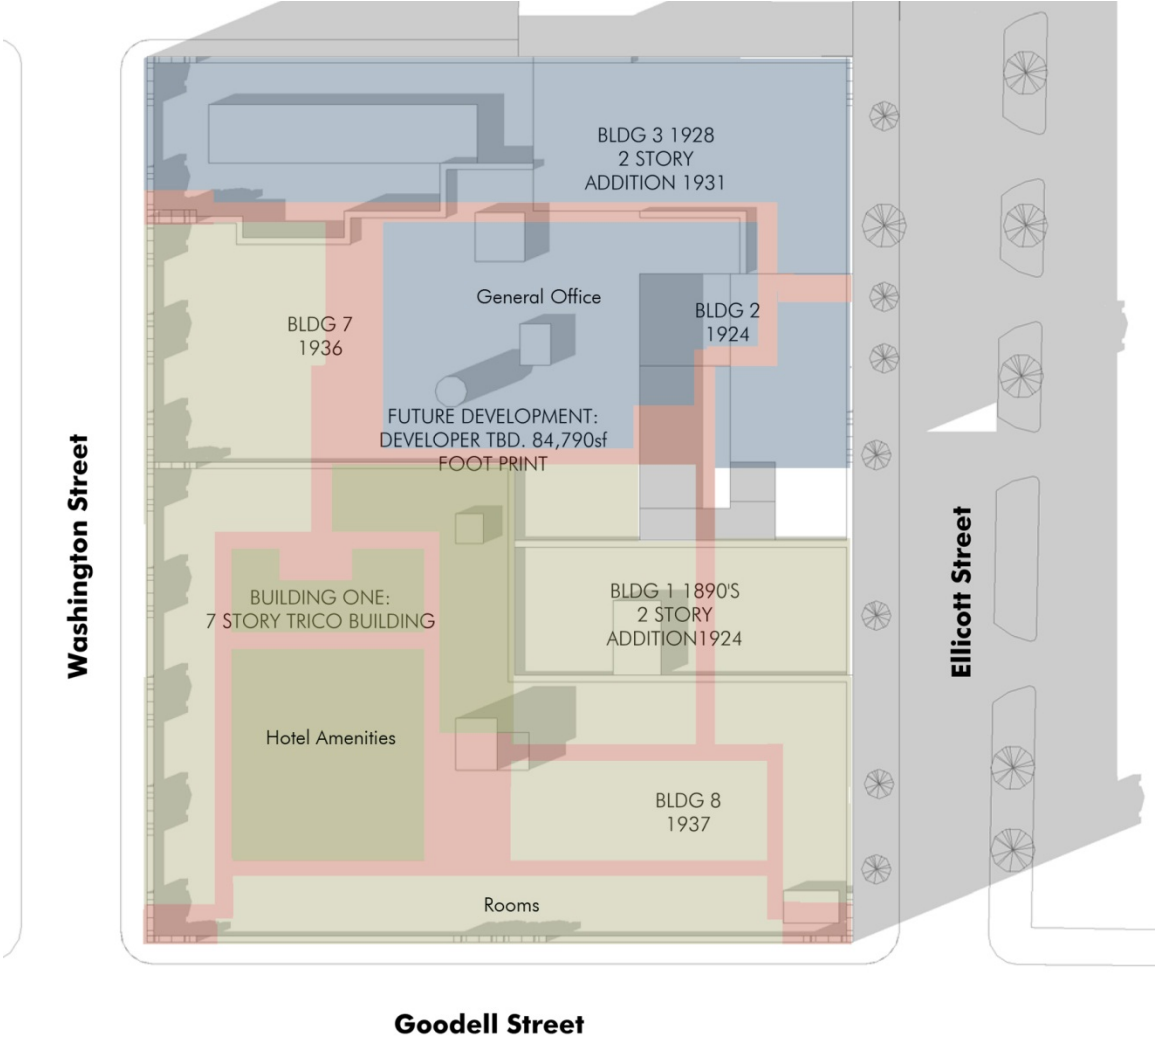 BLDG 3 1928
2 STORY
ADDITION 1931
General Office
BLDG 2
1924
BLDG 7
1936
FUTURE DEVELOPMENT:
DEVELOPER TBD. 84,790sf
FOOT PRINT
Washington Street
Ellicott Street
BUILDING ONE:
7 STORY TRICO BUILDING
BLDG 1 1890'S
2 STORY
ADDITION1924
Hotel Amenities
BLDG 8
1937
Rooms
Goodell Street